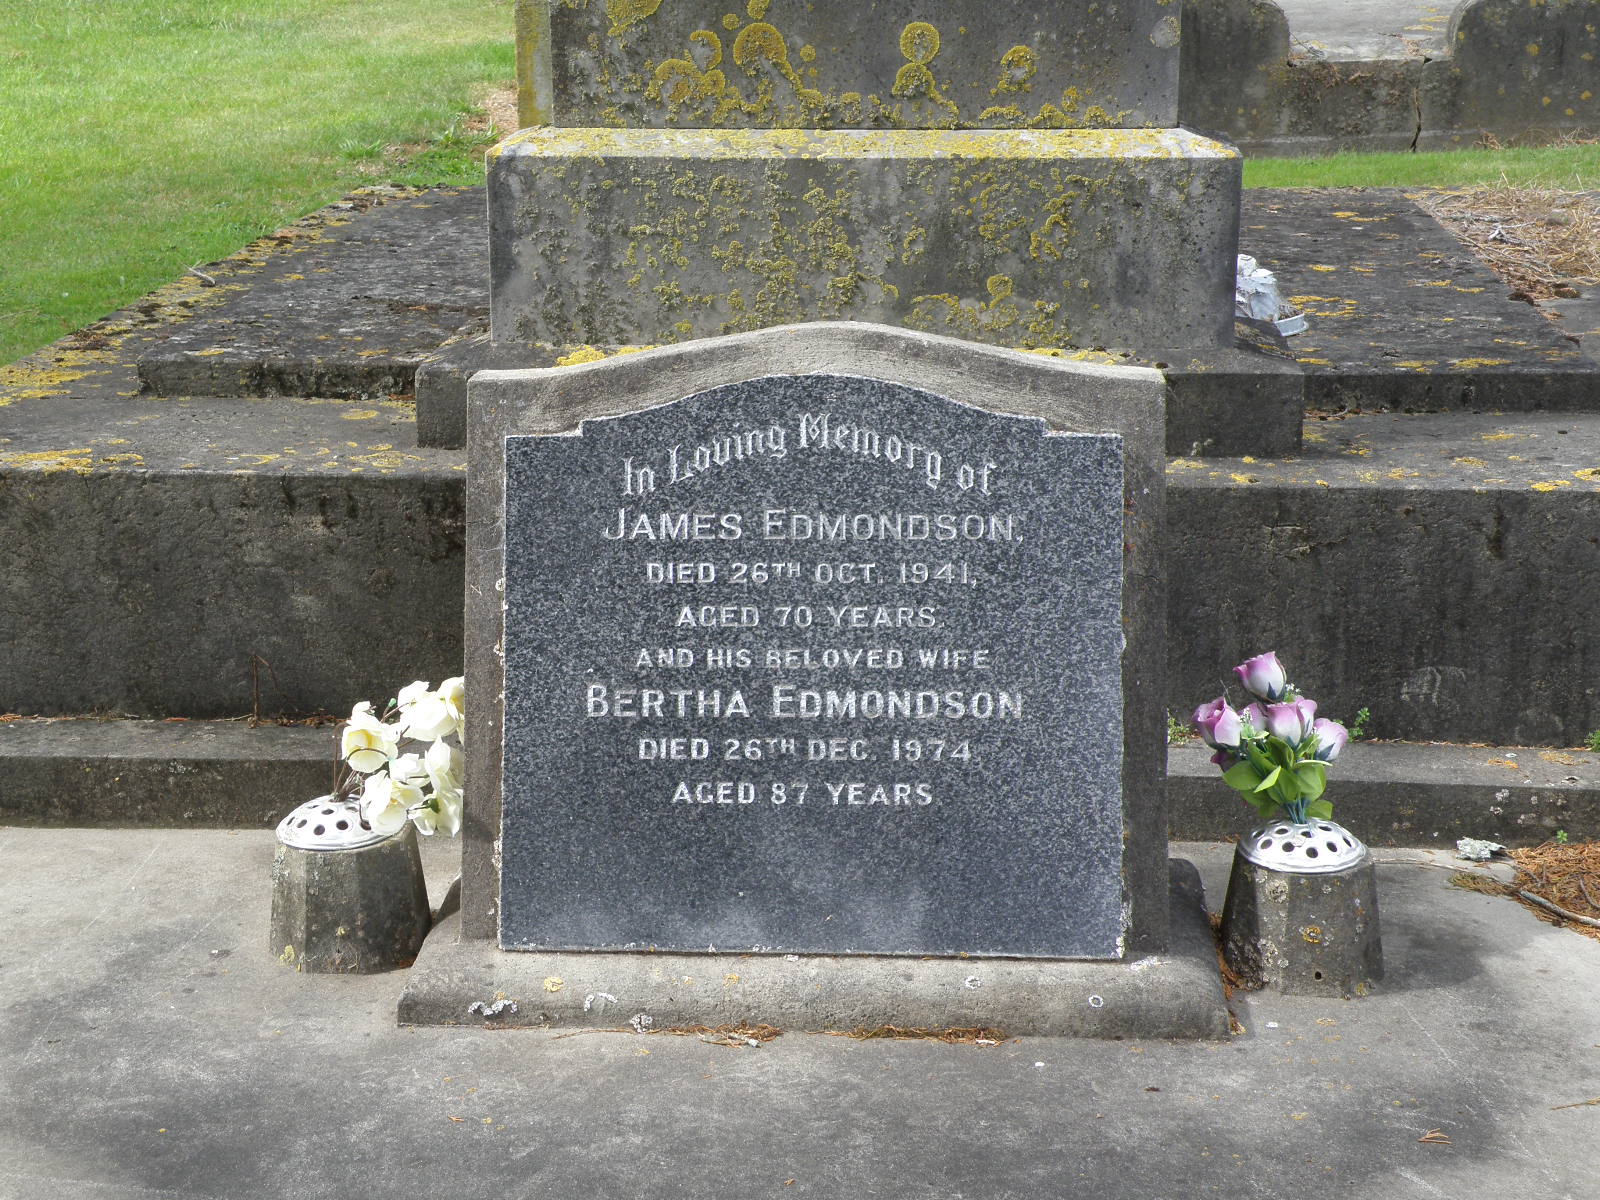 In Loving Memory of
JAMES EDMONDSON,
DIED 26TH OCT. 1941,
AGED 70 YEARS.
AND HIS BELOVED WIFE
BERTHA EDMONDSON
DIED 26TH DEC. 1974
AGED 87 YEARS.